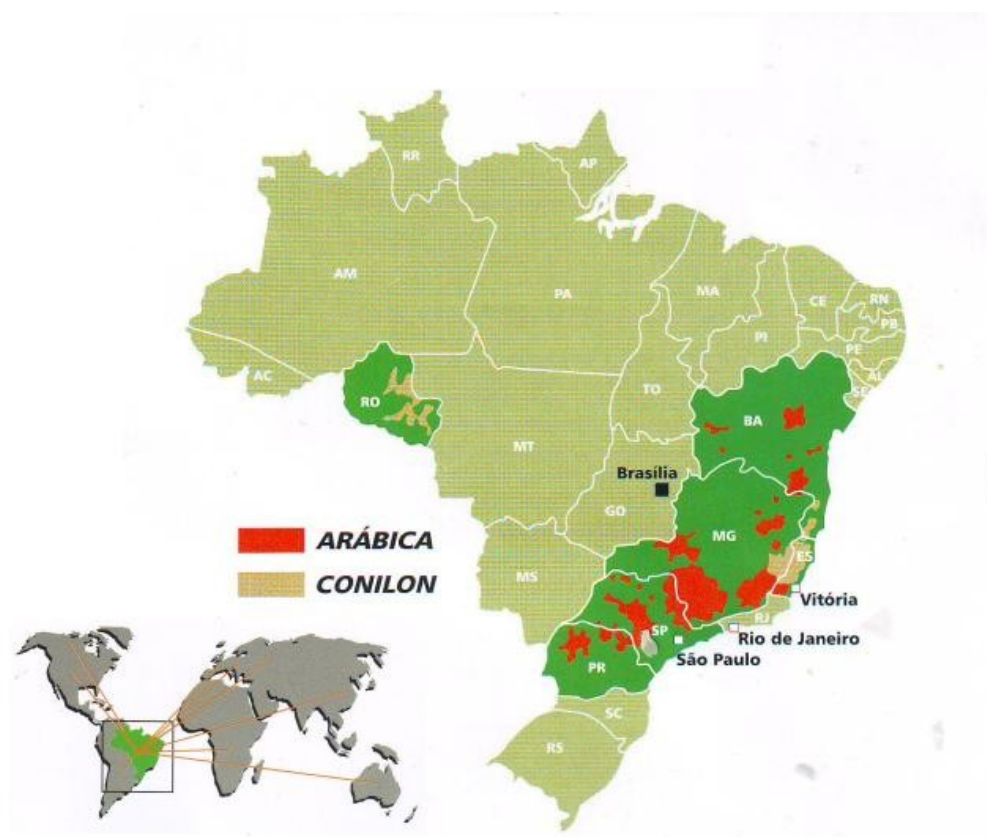 RR
AP
AM
PA
MA
CE
RN
PB
PI
PE
AL
SE
AC
RO
TO
BA
MT
Brasília
GO
MG
ARÁBICA
ES
CONILON
MS
Vitória
RJ
SP
Rio de Janeiro
São Paulo
PR
SC
RS